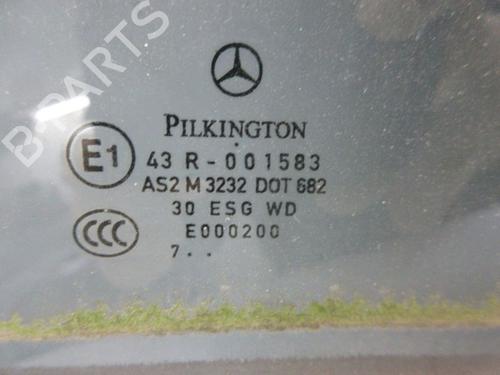 B-PARTS
PILKINGTON
E1 43 R-001583
AS2 M 3232 DOT 682
CCC 30 ESG WD
E000200
7..